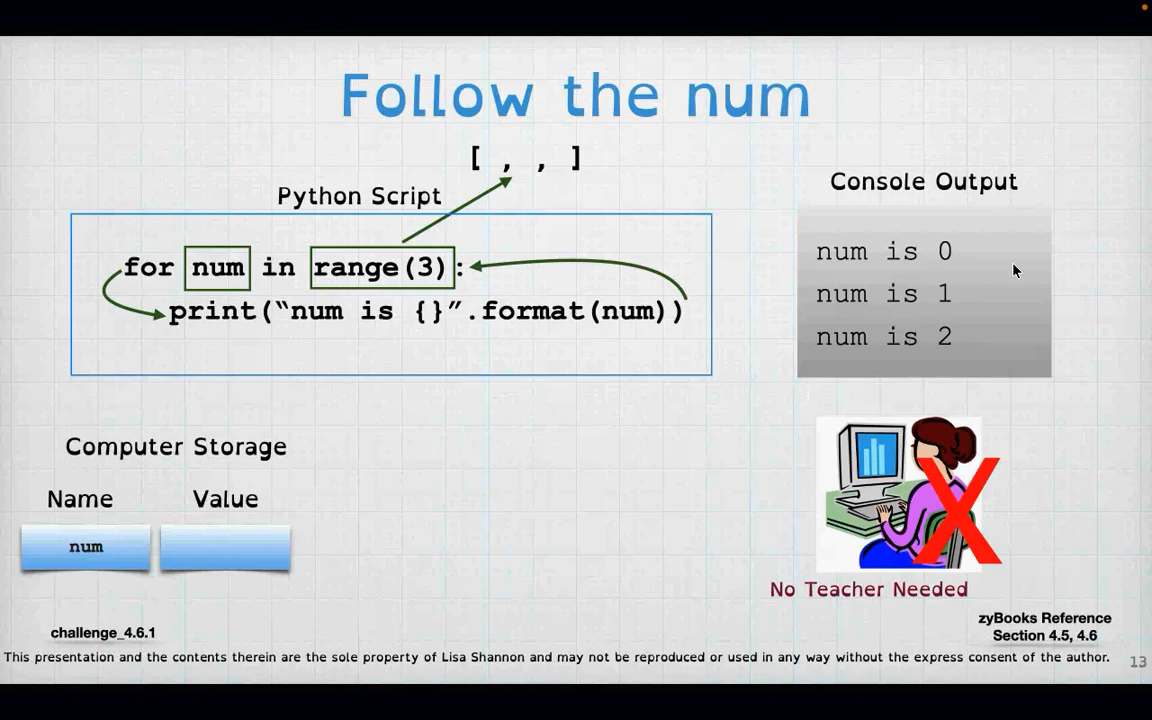 Follow the num
[ , , ]
Python Script
for num in range(3):
print(“num is {}”.format(num))
Console Output
num is 0
num is 1
num is 2
Computer Storage
Name Value
num
X
No Teacher Needed
challenge_4.6.1
zyBooks Reference
Section 4.5, 4.6
This presentation and the contents therein are the sole property of Lisa Shannon and may not be reproduced or used in any way without the express consent of the author.
13